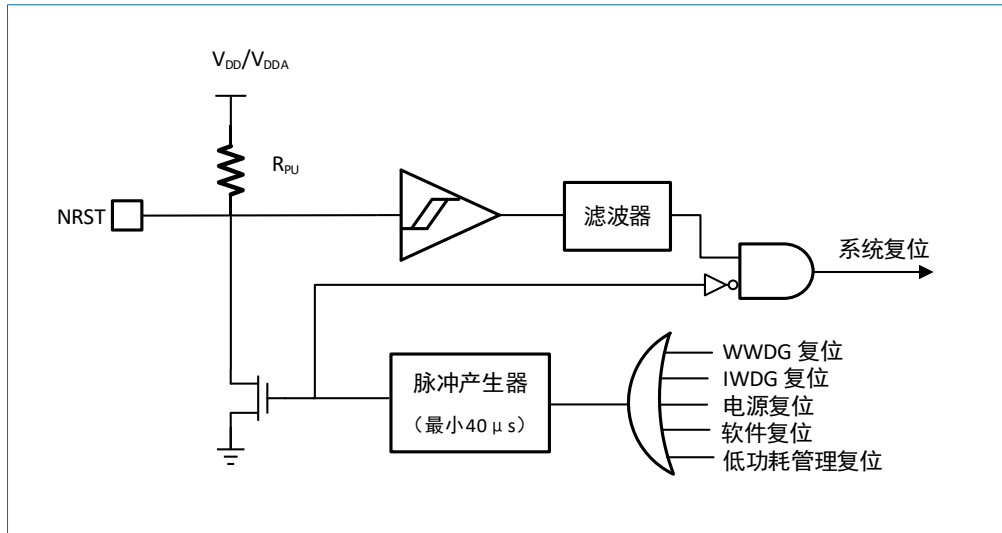 VDD/VDDA
RPU
NRST
滤波器
系统复位
脉冲产生器
（最小40μs）
WWDG 复位
IWDG 复位
电源复位
软件复位
低功耗管理复位